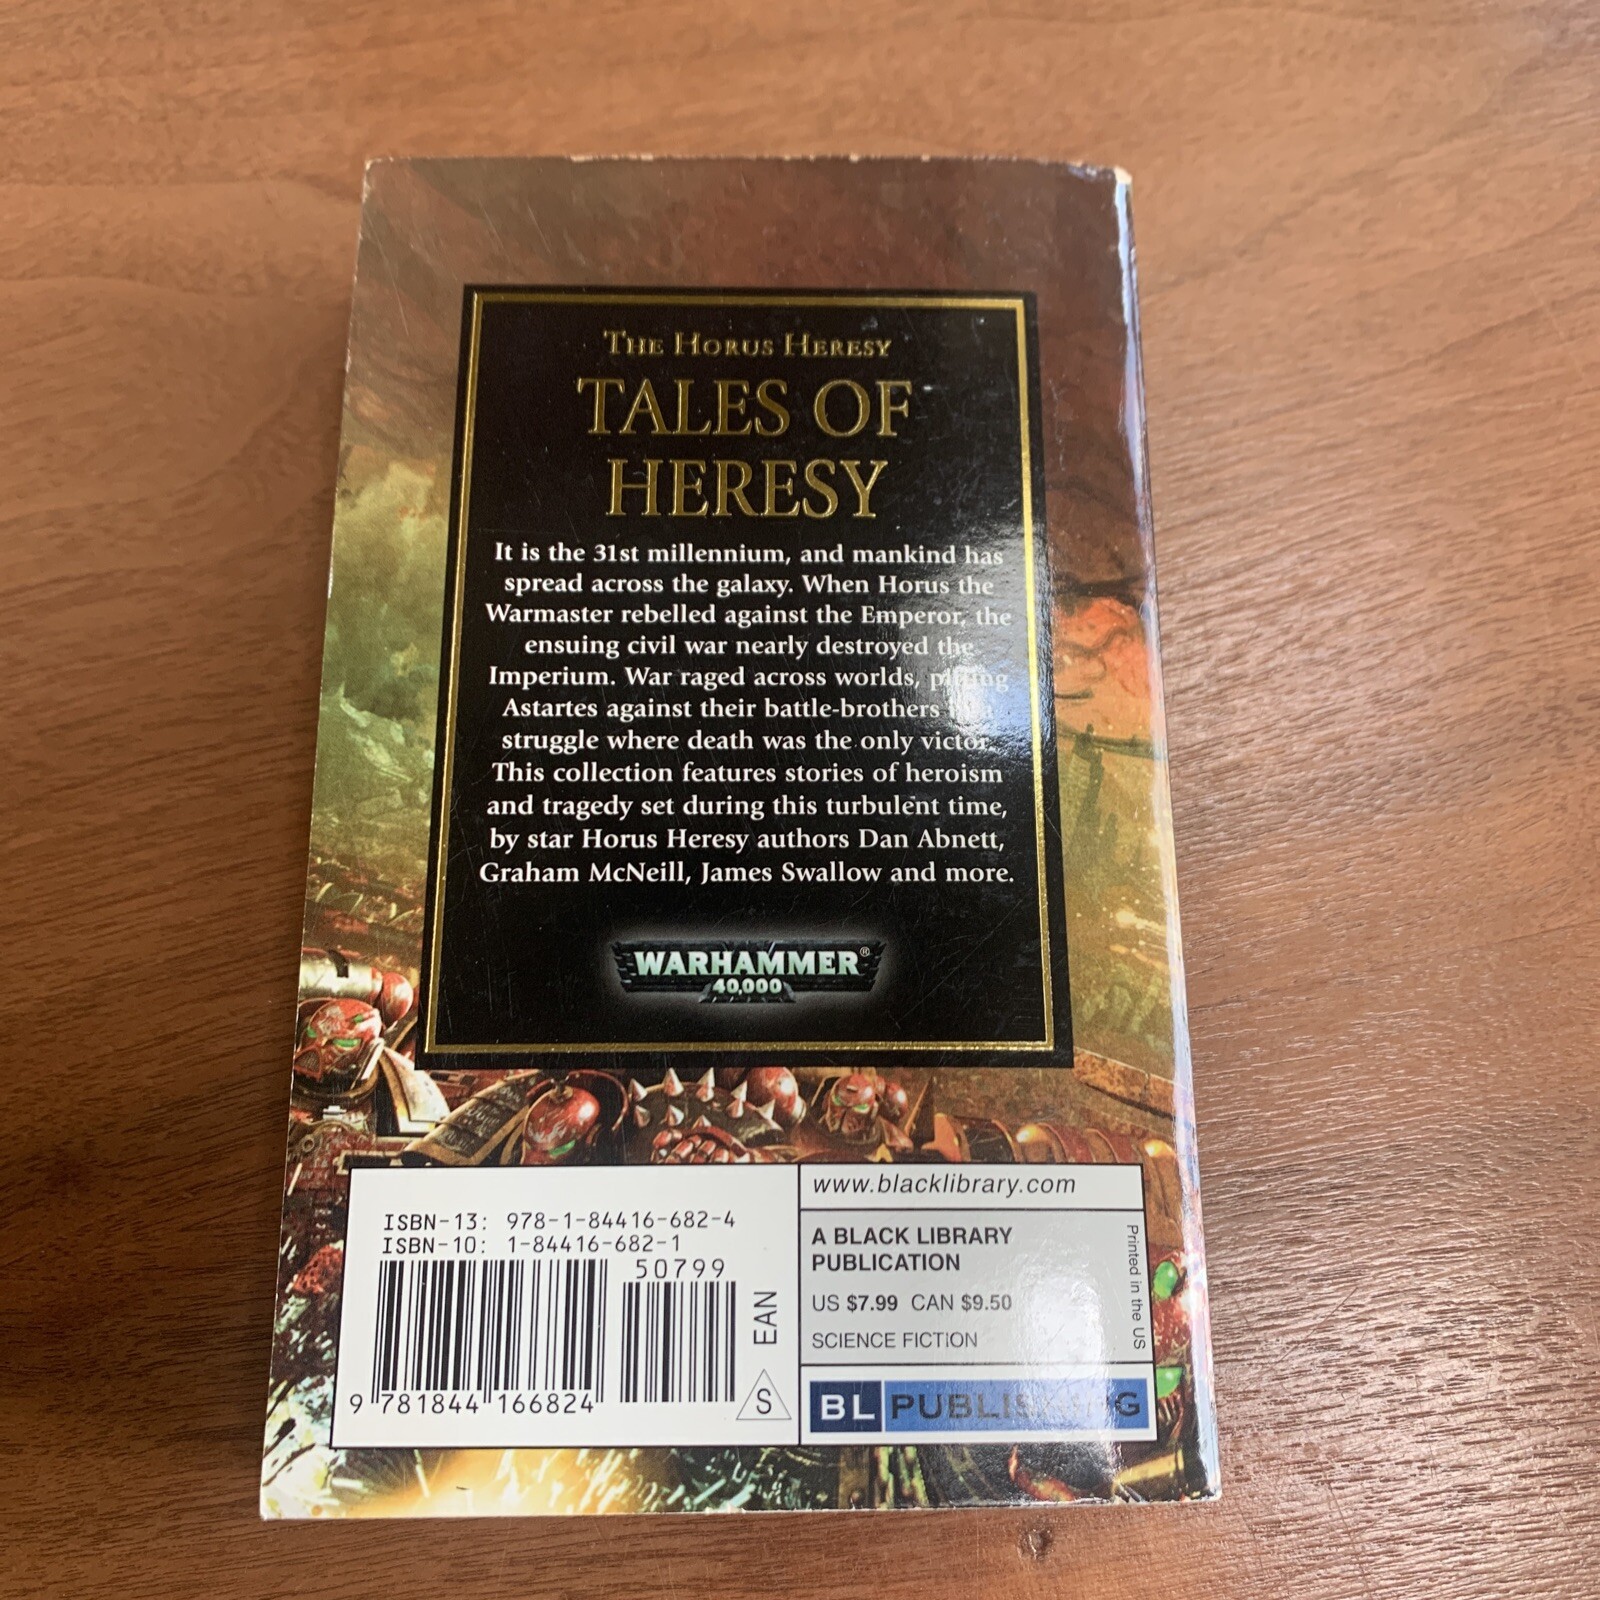 THE HORUS HERESY
TALES OF
HERESY
It is the 31st millennium, and mankind has
spread across the galaxy. When Horus the
Warmaster rebelled against the Emperor, the
ensuing civil war nearly destroyed the
Imperium. War raged across worlds, pitting
Astartes against their battle-brothers
struggle where death was the only victor.
This collection features stories of heroism
and tragedy set during this turbulent time,
by star Horus Heresy authors Dan Abnett,
Graham McNeill, James Swallow and more.
WARHAMMER®
40,000
ISBN-13: 978-1-84416-682-4
ISBN-10: 1-84416-682-1
50799
EAN
9 781844 166824
S
www.blacklibrary.com
A BLACK LIBRARY
PUBLICATION
US $7.99 CAN $9.50
SCIENCE FICTION
Printed in the US
BL PUBLISHING